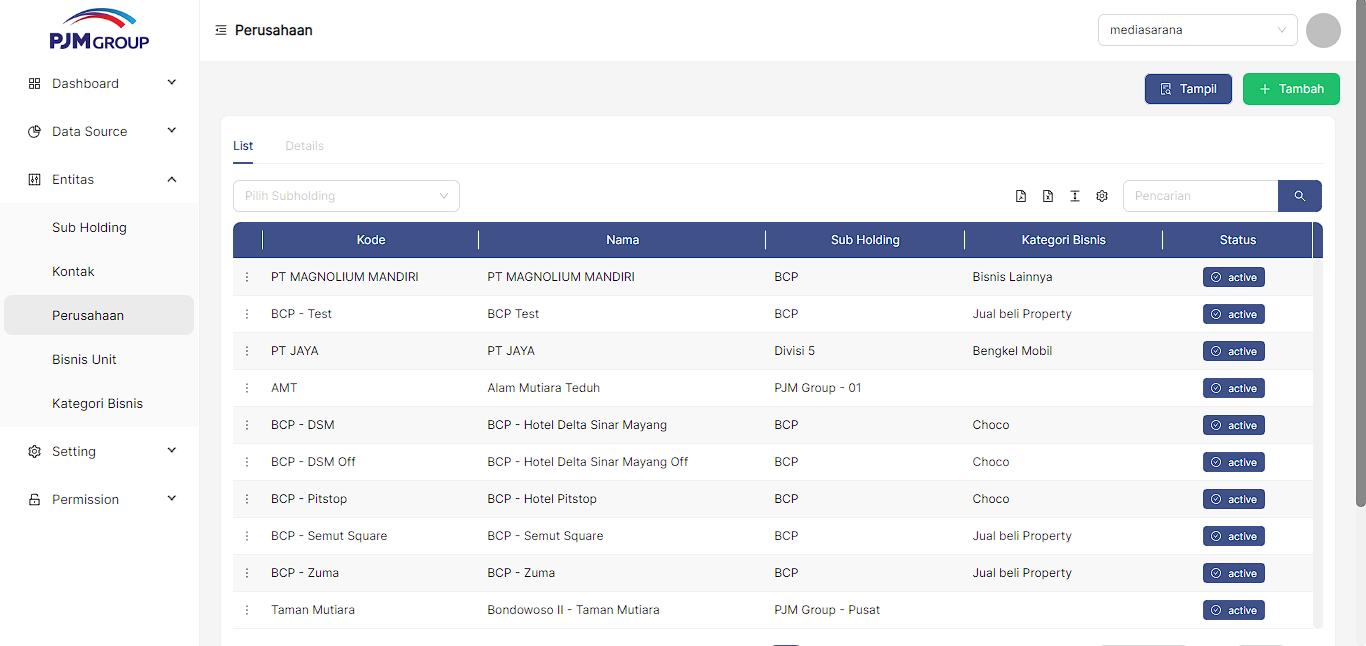 PJM GROUP
Perusahaan
mediasarana
Dashboard
Data Source
Entitas
Sub Holding
Kontak
Perusahaan
Bisnis Unit
Kategori Bisnis
Setting
Permission
Tampil
Tambah
List Details
Pilih Subholding
Pencarian
Kode Nama Sub Holding Kategori Bisnis Status
PT MAGNOLIUM MANDIRI PT MAGNOLIUM MANDIRI BCP Bisnis Lainnya active
BCP - Test BCP Test BCP Jual beli Property active
PT JAYA PT JAYA Divisi 5 Bengkel Mobil active
AMT Alam Mutiara Teduh PJM Group - 01 active
BCP - DSM BCP - Hotel Delta Sinar Mayang BCP Choco active
BCP - DSM Off BCP - Hotel Delta Sinar Mayang Off BCP Choco active
BCP - Pitstop BCP - Hotel Pitstop BCP Choco active
BCP - Semut Square BCP - Semut Square BCP Jual beli Property active
BCP - Zuma BCP - Zuma BCP Jual beli Property active
Taman Mutiara Bondowoso II - Taman Mutiara PJM Group - Pusat active